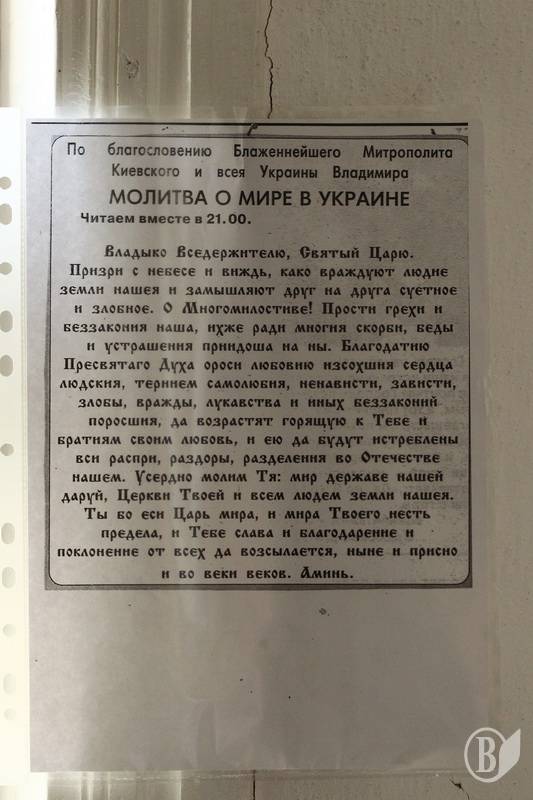 По благословению Блаженнейшего Митрополита
Киевского и всея Украины Владимира
МОЛИТВА О МИРЕ В УКРАИНЕ
Читаем вместе в 21.00.
Владыко Вседержителю, Святый Царю.
Призри с небесе и виждь, како враждуют людие
земли нашея и замышляют друг на друга суетное
и злобное. О Многомилостиве! Прости грехи и
беззакония наша, ихже ради многия скорби, беды
и устрашения приидоша на ны. Благодатию
Пресвятаго Духа ороси любовию изсохшия сердца
людския, тернием самолюбия, ненависти, зависти,
злобы, вражды, лукавства и иных беззаконий
поросшия, да возрастят горящую к Тебе и
братиям своим любовь, и ею да будут истреблены
вси распри, раздоры, разделения во Отечестве
нашем. Усердно молим Тя: мир державе нашей
даруй, Церкви Твоей и всем людем земли нашея.
Ты бо еси Царь мира, и мира Твоего несть
предела, и Тебе слава и благодарение и
поклонение от всех да возсылается, ныне и присно
и во веки веков. Аминь.
В